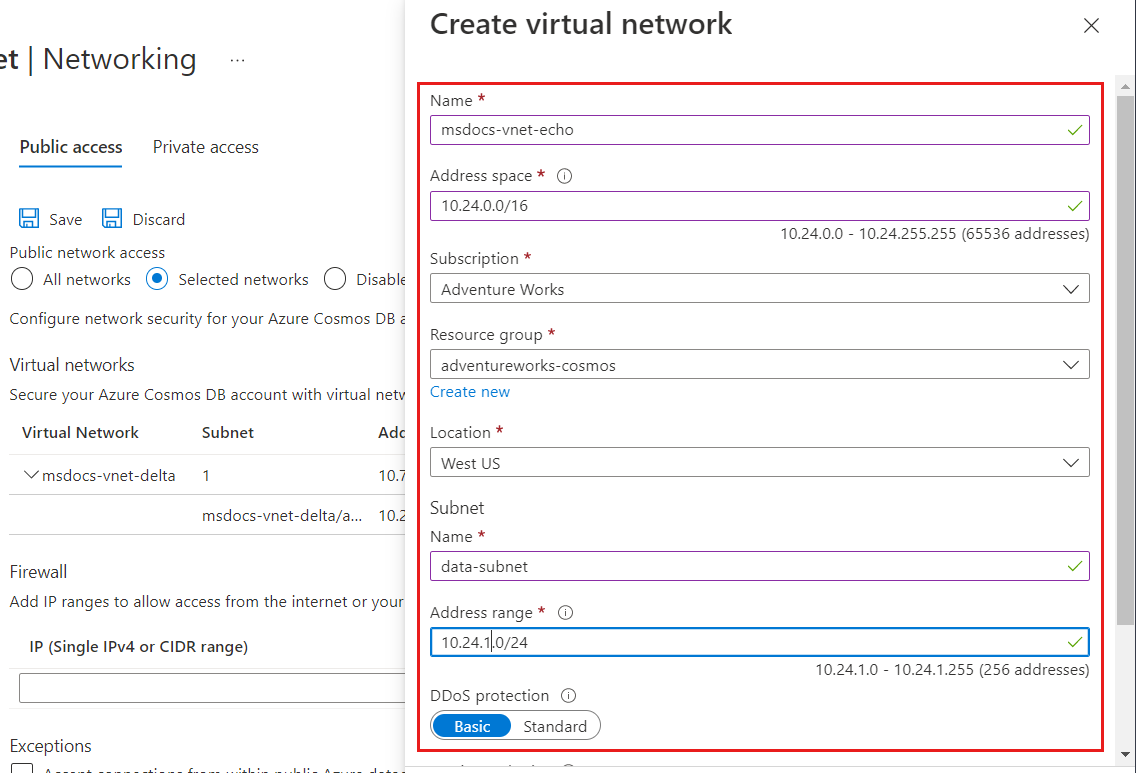 et | Networking ...
Public access Private access
Save Discard
Public network access
All networks Selected networks Disable
Configure network security for your Azure Cosmos DB a
Virtual networks
Secure your Azure Cosmos DB account with virtual netw
Virtual Network Subnet Add
msdocs-vnet-delta 1 10.7
msdocs-vnet-delta/a... 10.2
Firewall
Add IP ranges to allow access from the internet or your
IP (Single IPv4 or CIDR range)
Exceptions
Accept connections from within public Azure
Create virtual network
Name *
msdocs-vnet-echo
Address space *
10.24.0.0/16
10.24.0.0 - 10.24.255.255 (65536 addresses)
Subscription *
Adventure Works
Resource group *
adventureworks-cosmos
Create new
Location *
West US
Subnet
Name *
data-subnet
Address range *
10.24.1.0/24
10.24.1.0 - 10.24.1.255 (256 addresses)
DDoS protection
Basic Standard